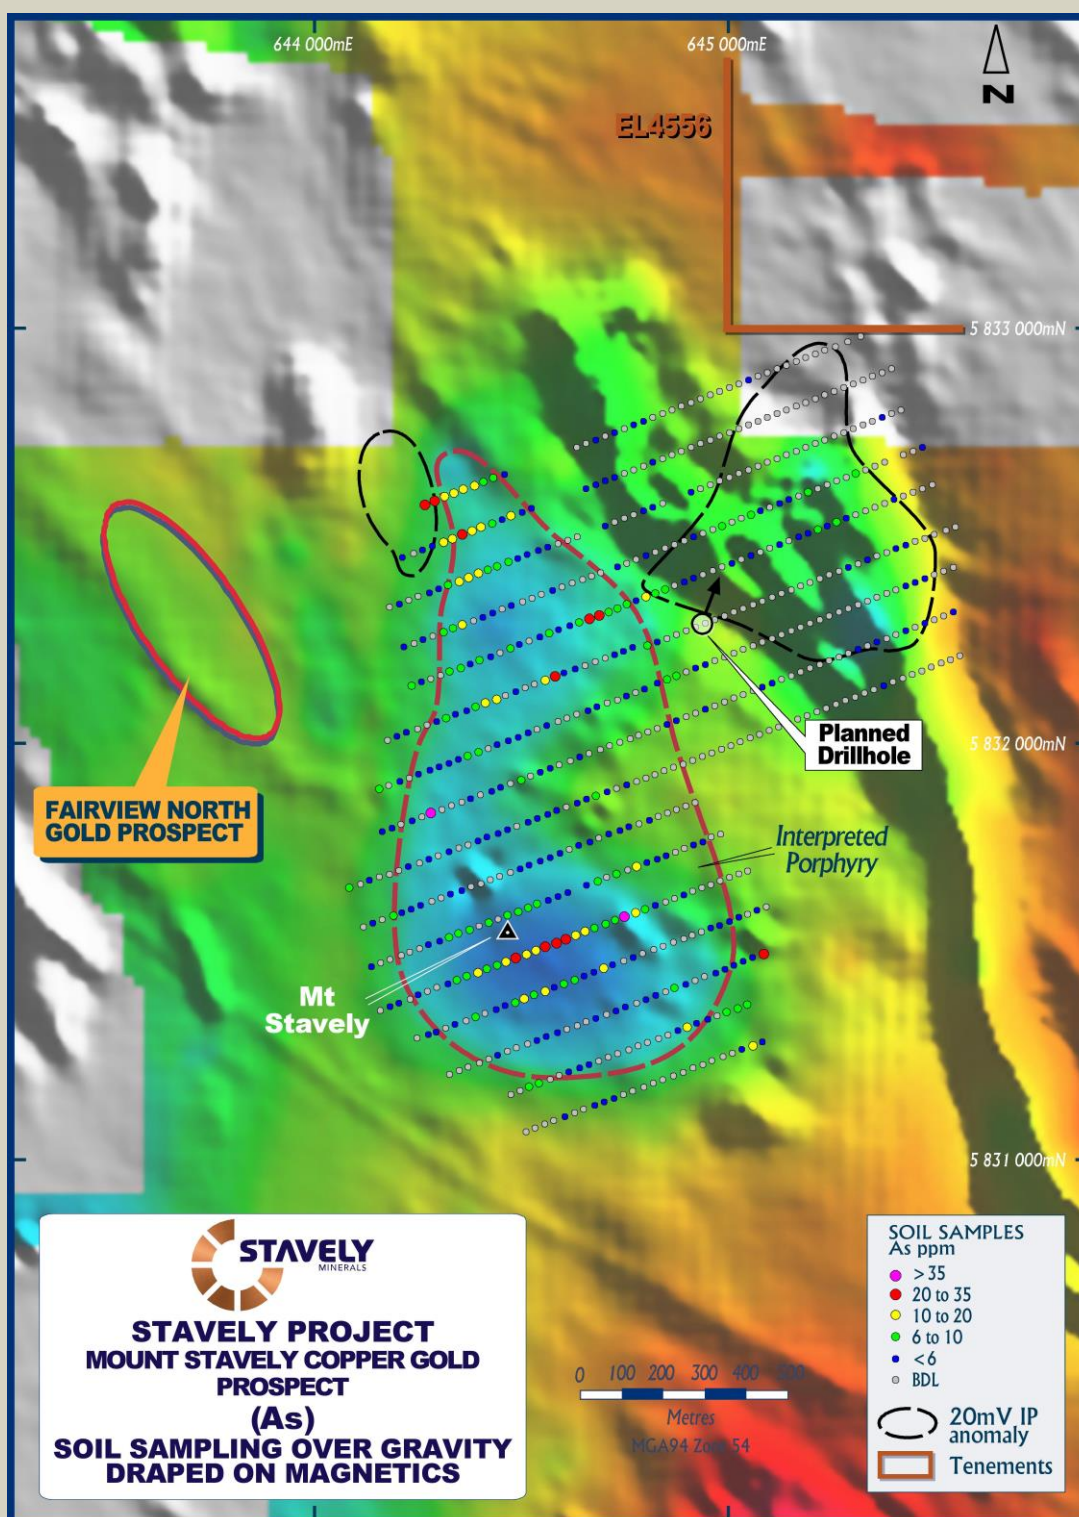 644 000mE
645 000mE
N
EL4556
5 833 000mN
Planned
Drillhole
5 832 000mN
FAIRVIEW NORTH
GOLD PROSPECT
Interpreted
Porphyry
Mt
Stavely
5 831 000mN
STAVELY
MINERALS
STAVELY PROJECT
MOUNT STAVELY COPPER GOLD
PROSPECT
(As)
SOIL SAMPLING OVER GRAVITY
DRAPED ON MAGNETICS
0 100 200 300 400 500
Metres
MGA94 Zone 54
SOIL SAMPLES
As ppm
>35
20 to 35
10 to 20
6 to 10
<6
BDL
20mV IP
anomaly
Tenements